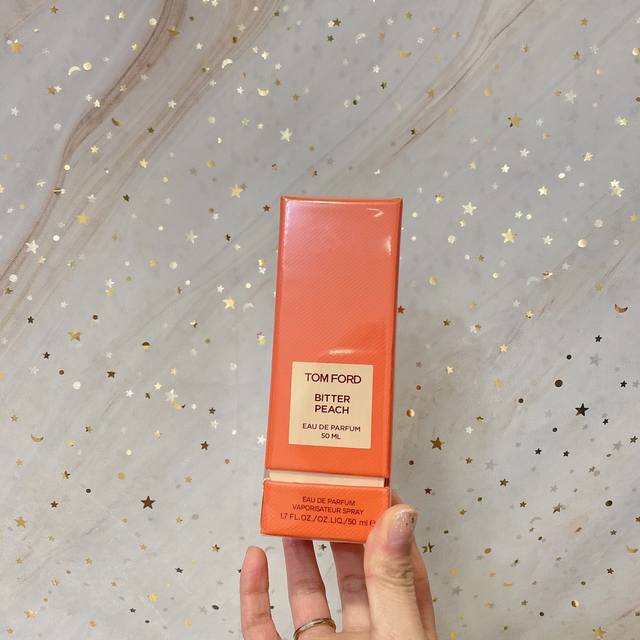 TOM FORD
BITTER
PEACH
EAU DE PARFUM
50 ML
EAU DE PARFUM
VAPORISATEUR SPRAY
1.7 FL.OZ./OZ.LIQ./50 ml ℮